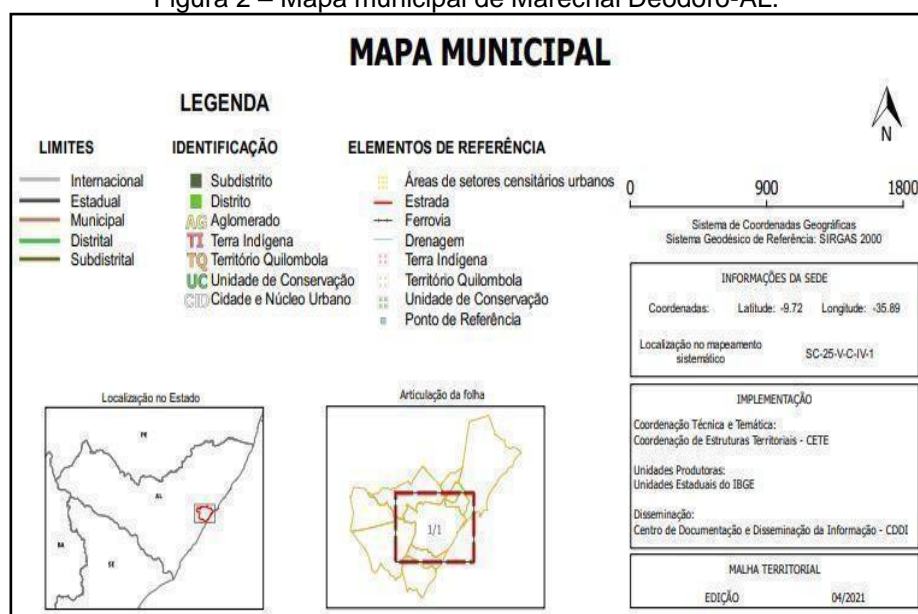 Figura 2 – Mapa municipal de Marechal Deodoro-AL.
MAPA MUNICIPAL
LEGENDA
LIMITES
Internacional
Estadual
Municipal
Distrital
Subdistrital
IDENTIFICAÇÃO
Subdistrito
Distrito
AG Aglomerado
TI Terra Indígena
TQ Território Quilombola
UC Unidade de Conservação
CID Cidade e Núcleo Urbano
ELEMENTOS DE REFERÊNCIA
Áreas de setores censitários urbanos
Estrada
Ferrovia
Drenagem
Terra Indígena
Território Quilombola
Unidade de Conservação
Ponto de Referência
N
0 900 1800
Sistema de Coordenadas Geográficas
Sistema Geodésico de Referência: SIRGAS 2000
INFORMAÇÕES DA SEDE
Coordenadas: Latitude: -9.72 Longitude: -35.89
Localização no mapeamento
sistemático SC-25-V-C-IV-1
IMPLEMENTAÇÃO
Coordenação Técnica e Temática:
Coordenação de Estruturas Territoriais - CETE
Unidades Produtoras:
Unidades Estaduais do IBGE
Disseminação:
Centro de Documentação e Disseminação da Informação - CDDI
MALHA TERRITORIAL
EDIÇÃO 04/2021
Localização no Estado
PE
AL
BA
SE
Articulação da folha
1/1